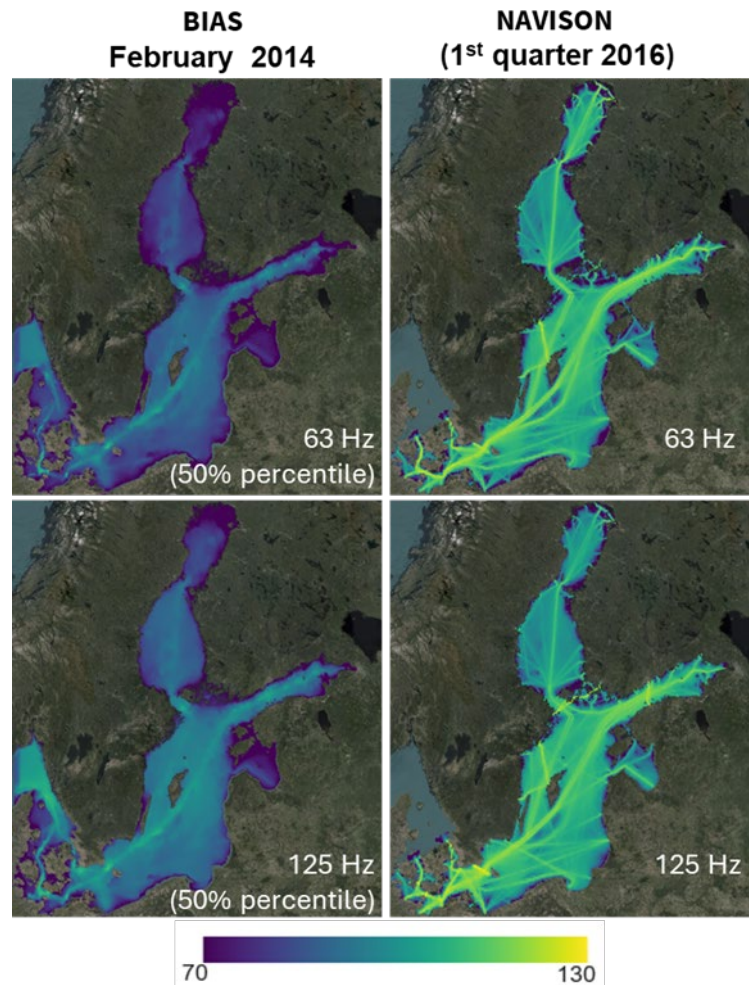 BIAS
February 2014
NAVISON
(1st quarter 2016)
63 Hz
(50% percentile)
63 Hz
125 Hz
(50% percentile)
125 Hz
70
130